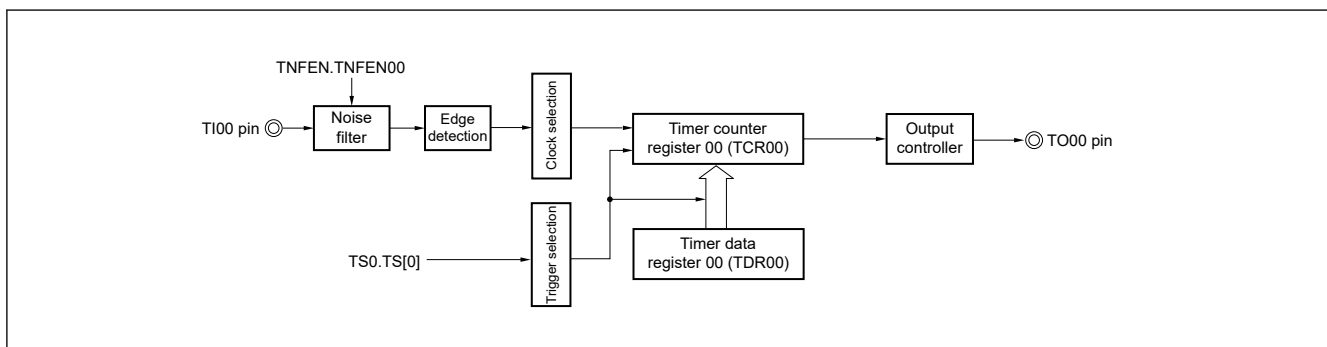 TNFEN.TNFEN00
TI00 pin
Noise
filter
Edge
detection
Clock selection
Timer counter
register 00 (TCR00)
Output
controller
TO00 pin
TS0.TS[0]
Trigger selection
Timer data
register 00 (TDR00)